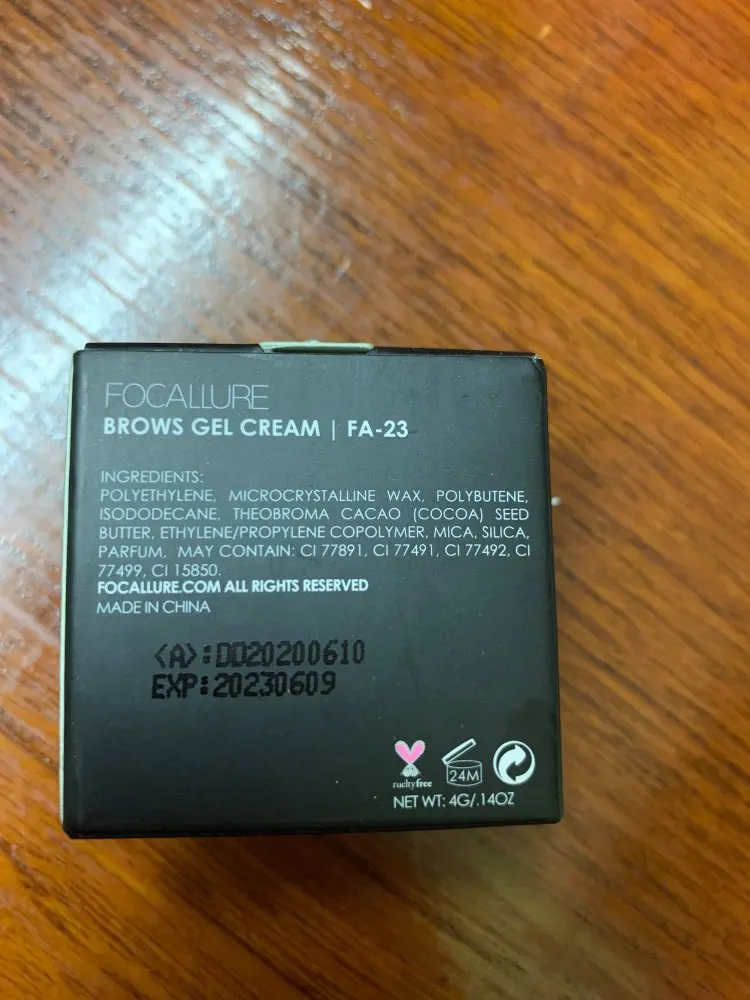 FOCALLURE
BROWS GEL CREAM | FA-23
INGREDIENTS:
POLYETHYLENE, MICROCRYSTALLINE WAX, POLYBUTENE,
ISODODECANE, THEOBROMA CACAO (COCOA) SEED
BUTTER, ETHYLENE/PROPYLENE COPOLYMER, MICA, SILICA,
PARFUM, MAY CONTAIN: CI 77891, CI 77491, CI 77492, CI
77499, CI 15850.
FOCALLURE.COM ALL RIGHTS RESERVED
MADE IN CHINA
<A>:DD20200610
EXP:20230609
24M
NET WT: 4G/.14OZ